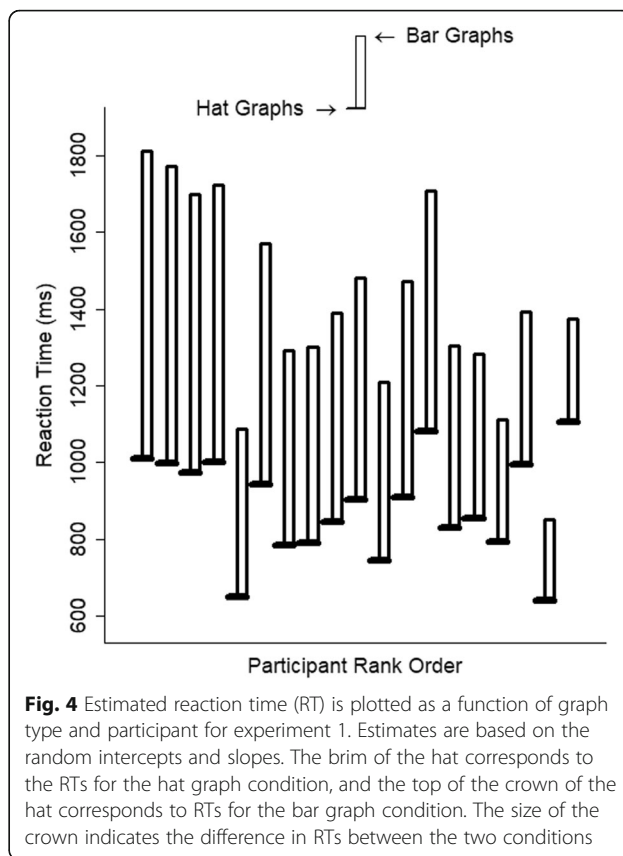 ← Bar Graphs
Hat Graphs →
Reaction Time (ms)
1800
1600
1400
1200
1000
800
600
Participant Rank Order
Fig. 4 Estimated reaction time (RT) is plotted as a function of graph
type and participant for experiment 1. Estimates are based on the
random intercepts and slopes. The brim of the hat corresponds to
the RTs for the hat graph condition, and the top of the crown of the
hat corresponds to RTs for the bar graph condition. The size of the
crown indicates the difference in RTs between the two conditions